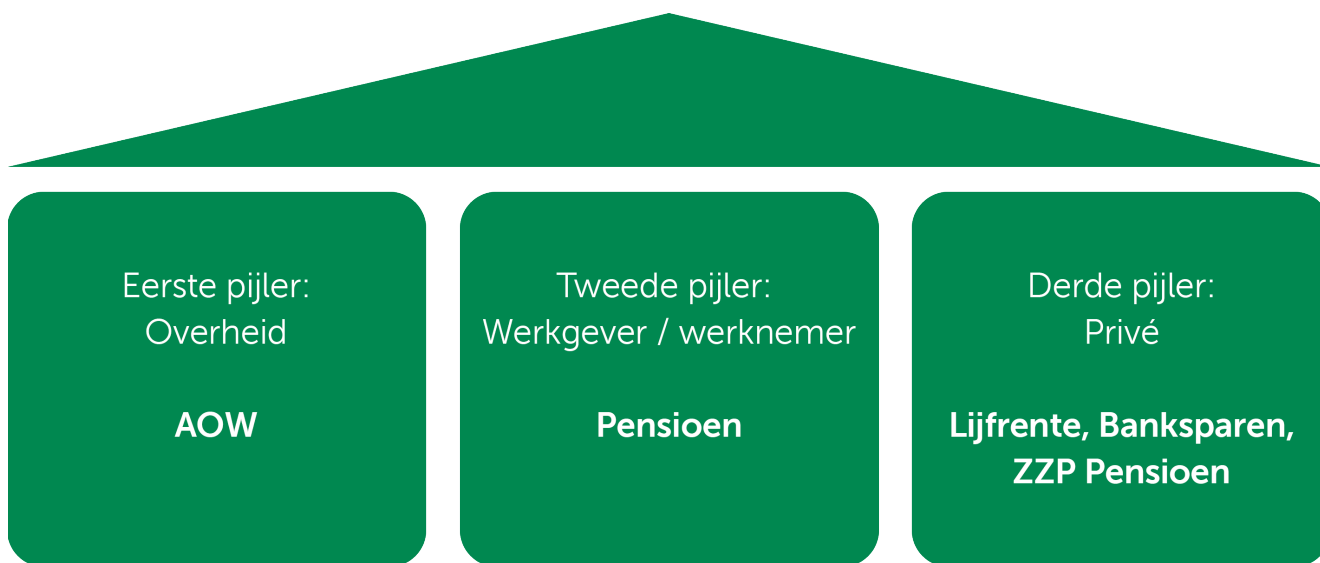 Eerste pijler:
Overheid
AOW
Tweede pijler:
Werkgever / werknemer
Pensioen
Derde pijler:
Privé
Lijfrente, Banksparen,
ZZP Pensioen